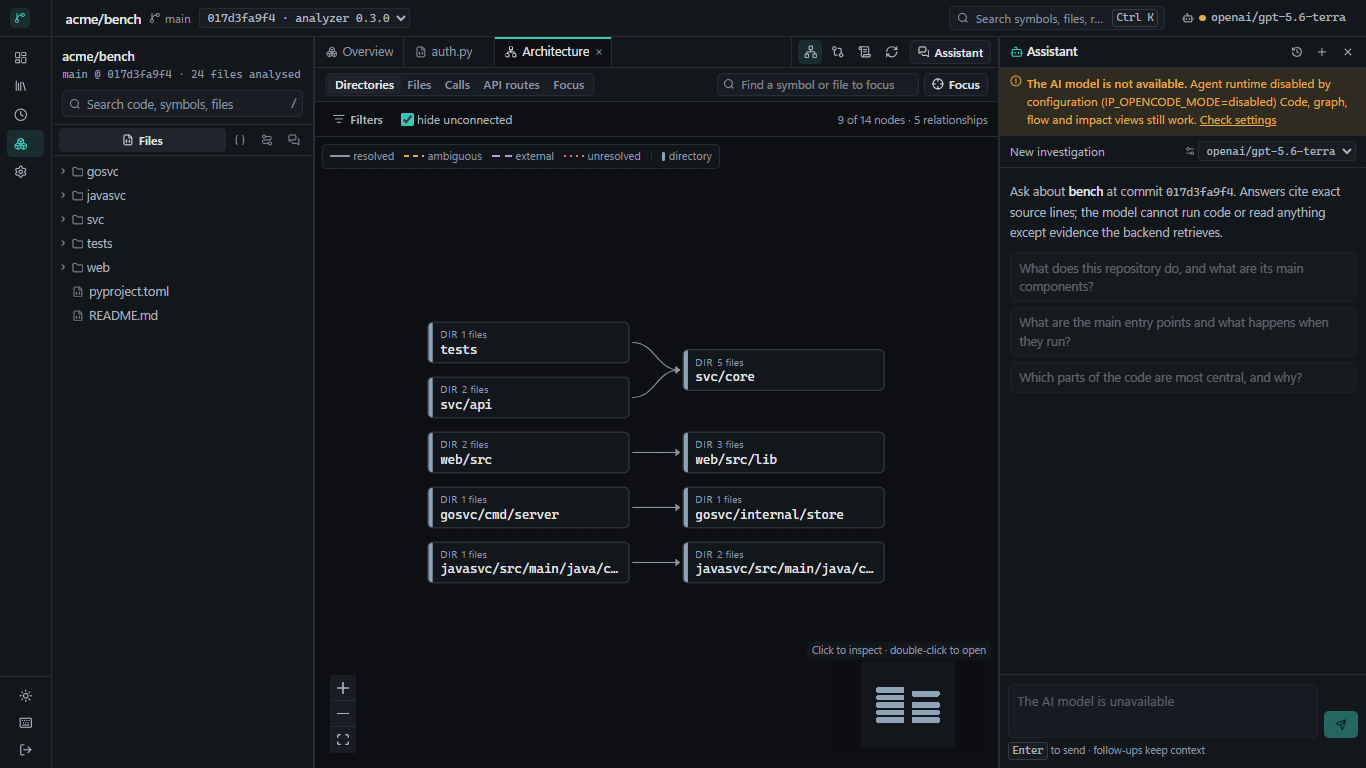 acme/bench main 017d3fa9f4 · analyzer 0.3.0
Search symbols, files, r... Ctrl K
openai/gpt-5.6-terra
acme/bench
main @ 017d3fa9f4 · 24 files analysed
Search code, symbols, files /
Files
gosvc
javasvc
svc
tests
web
pyproject.toml
README.md
Overview auth.py Architecture ×
Assistant
Directories Files Calls API routes Focus
Find a symbol or file to focus
Focus
Filters hide unconnected
9 of 14 nodes · 5 relationships
resolved ambiguous external unresolved directory
DIR 1 files
tests
DIR 2 files
svc/api
DIR 5 files
svc/core
DIR 2 files
web/src
DIR 3 files
web/src/lib
DIR 1 files
gosvc/cmd/server
DIR 1 files
gosvc/internal/store
DIR 1 files
javasvc/src/main/java/c…
DIR 2 files
javasvc/src/main/java/c…
Click to inspect · double-click to open
Assistant
The AI model is not available. Agent runtime disabled by
configuration (IP_OPENCODE_MODE=disabled) Code, graph,
flow and impact views still work. Check settings
New investigation
openai/gpt-5.6-terra
Ask about bench at commit 017d3fa9f4. Answers cite exact
source lines; the model cannot run code or read anything
except evidence the backend retrieves.
What does this repository do, and what are its main
components?
What are the main entry points and what happens when
they run?
Which parts of the code are most central, and why?
The AI model is unavailable
Enter to send · follow-ups keep context